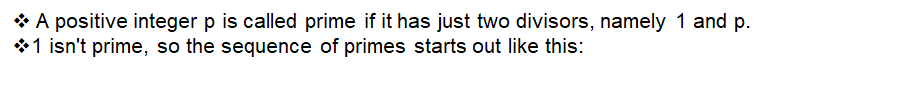 ❖ A positive integer p is called prime if it has just two divisors, namely 1 and p.
❖1 isn't prime, so the sequence of primes starts out like this: